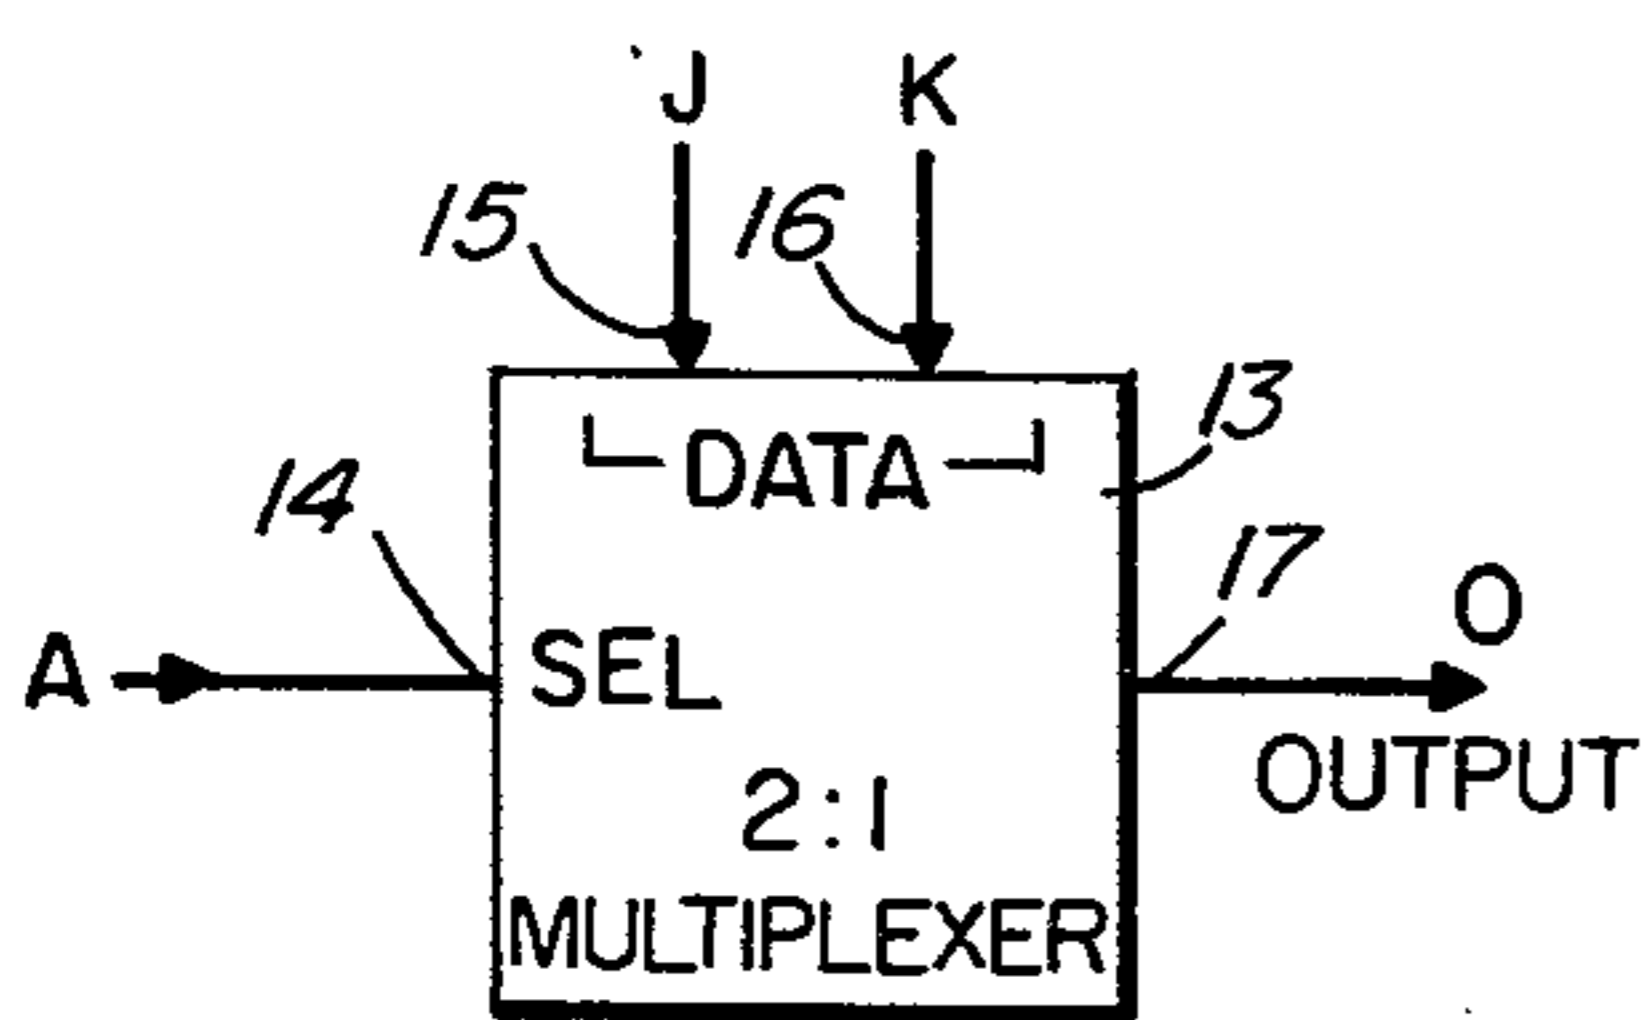 J K
15 16
13
DATA
14
17
A SEL O
2:1 OUTPUT
MULTIPLEXER